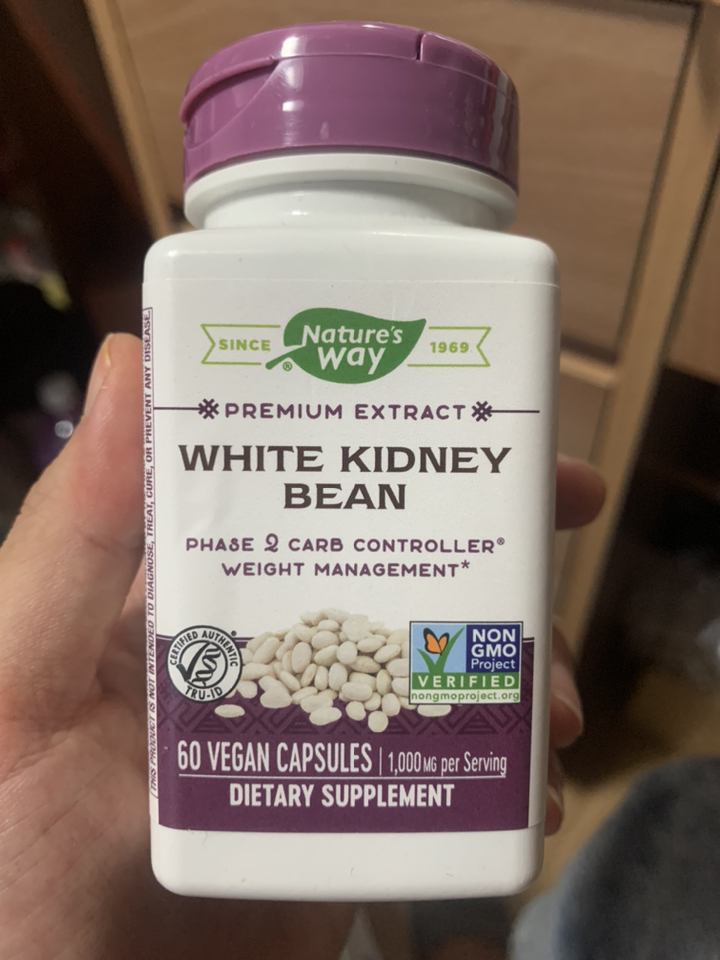 SINCE
Nature's
way®
1969
PREMIUM EXTRACT
WHITE KIDNEY
BEAN
PHASE 2 CARB CONTROLLER®
WEIGHT MANAGEMENT*
CERTIFIED AUTHENTIC
TRU-ID
NON
GMO
Project
VERIFIED
nongmoproject.org
60 VEGAN CAPSULES | 1,000 MG per Serving
DIETARY SUPPLEMENT
THIS PRODUCT IS NOT INTENDED TO DIAGNOSE, TREAT, CURE, OR PREVENT ANY DISEASE.